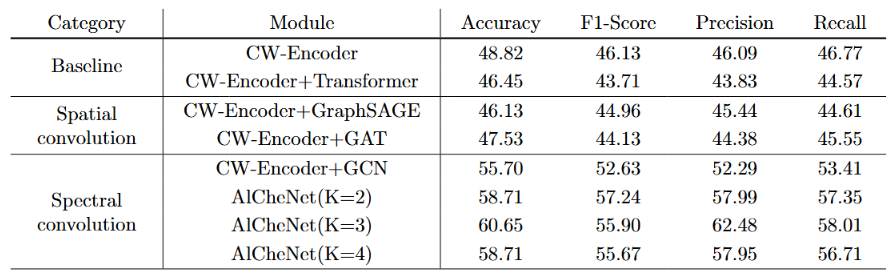 Category Module Accuracy F1-Score Precision Recall
Baseline
CW-Encoder 48.82 46.13 46.09 46.77
CW-Encoder+Transformer 46.45 43.71 43.83 44.57
Spatial convolution
CW-Encoder+GraphSAGE 46.13 44.96 45.44 44.61
CW-Encoder+GAT 47.53 44.13 44.38 45.55
Spectral convolution
CW-Encoder+GCN 55.70 52.63 52.29 53.41
AlCheNet(K=2) 58.71 57.24 57.99 57.35
AlCheNet(K=3) 60.65 55.90 62.48 58.01
AlCheNet(K=4) 58.71 55.67 57.95 56.71